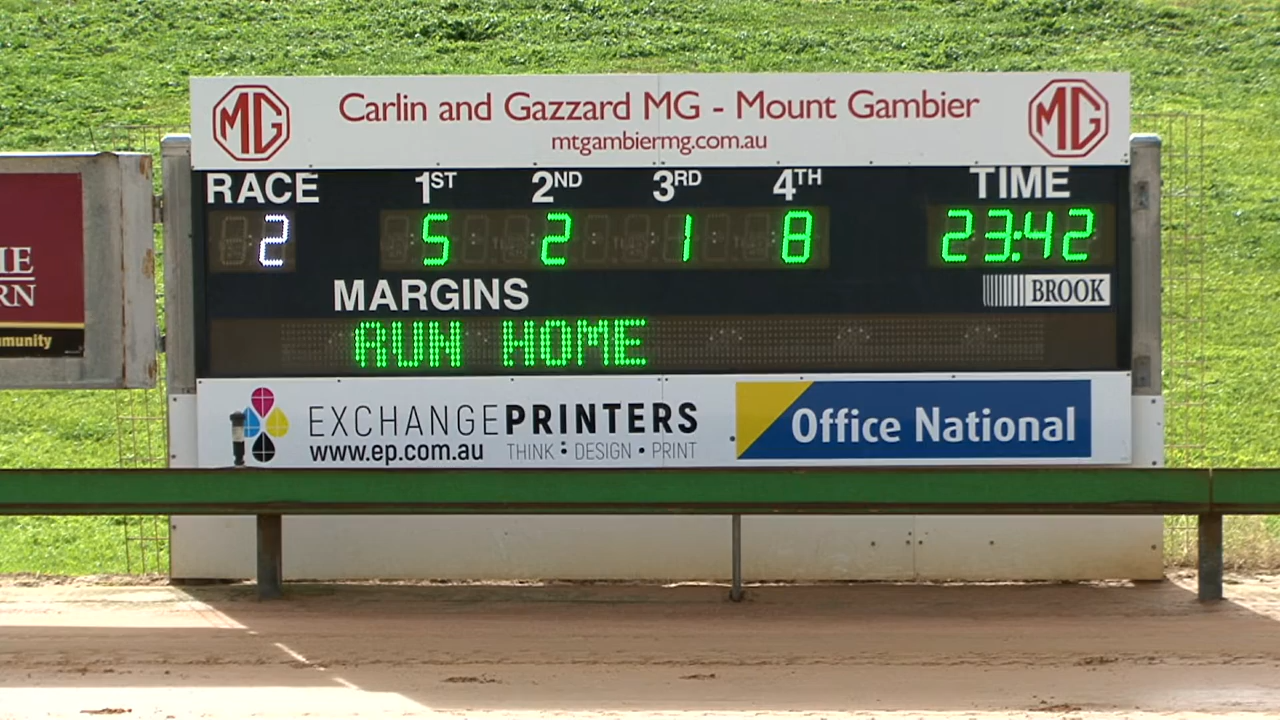 MG Carlin and Gazzard MG - Mount Gambier MG
mtgambiermg.com.au
RACE 1ST 2ND 3RD 4TH TIME
2 5 2 1 8 23:42
MARGINS BROOK
RUN HOME
EXCHANGEPRINTERS
www.ep.com.au THINK : DESIGN • PRINT
Office National